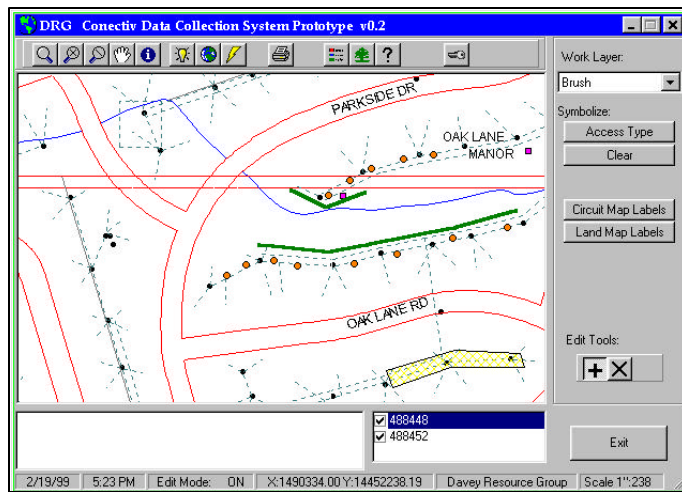 DRG Conectiv Data Collection System Prototype v0.2
Work Layer:
Brush
Symbolize:
Access Type
Clear
Circuit Map Labels
Land Map Labels
Edit Tools:
PARKSIDE DR
OAK LANE
MANOR
OAK LANE RD
488448
488452
Exit
2/19/99 5:23 PM Edit Mode: ON X:1490334.00 Y:14452238.19 Davey Resource Group Scale 1":238